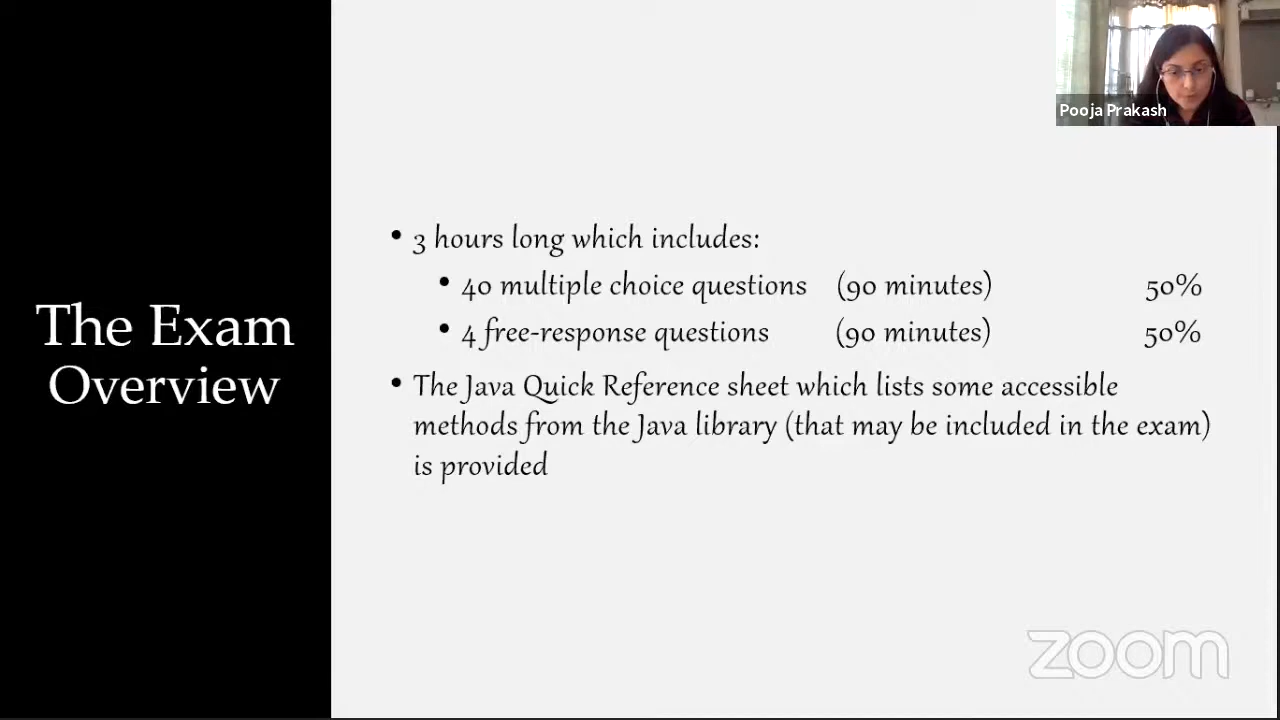 Pooja Prakash
The Exam
Overview
• 3 hours long which includes:
• 40 multiple choice questions (90 minutes) 50%
• 4 free-response questions (90 minutes) 50%
• The Java Quick Reference sheet which lists some accessible
methods from the Java library (that may be included in the exam)
is provided
zoom